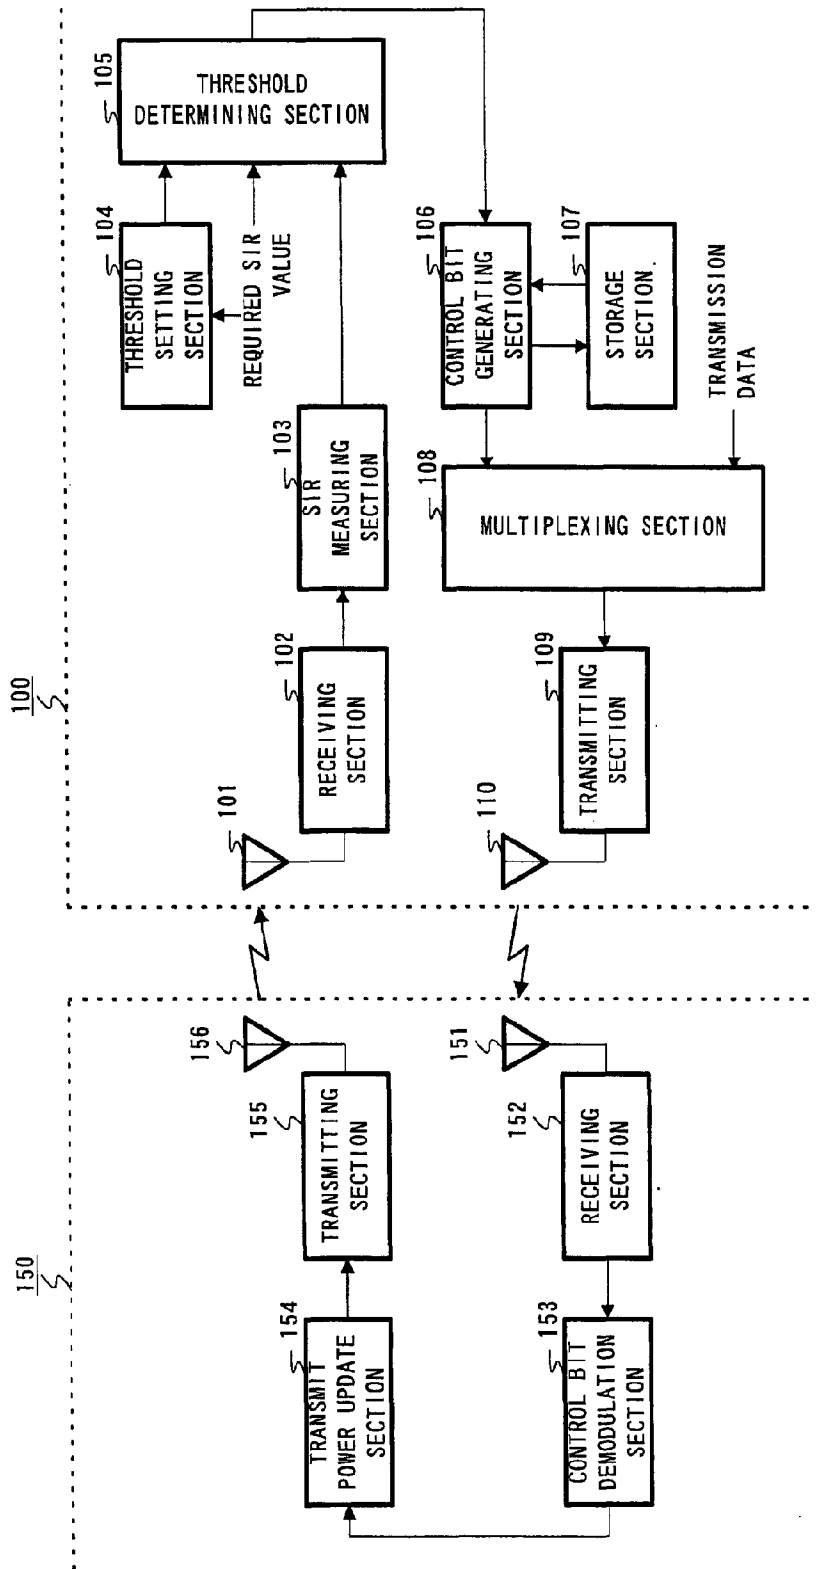 100
105
THRESHOLD
DETERMINING SECTION
104
THRESHOLD
SETTING
SECTION
REQUIRED SIR
VALUE
103
SIR
MEASURING
SECTION
102
RECEIVING
SECTION
101
106
CONTROL BIT
GENERATING
SECTION
107
STORAGE
SECTION
TRANSMISSION
DATA
108
MULTIPLEXING SECTION
109
TRANSMITTING
SECTION
110
150
156
155
TRANSMITTING
SECTION
154
TRANSMIT
POWER UPDATE
SECTION
151
152
RECEIVING
SECTION
153
CONTROL BIT
DEMODULATION
SECTION